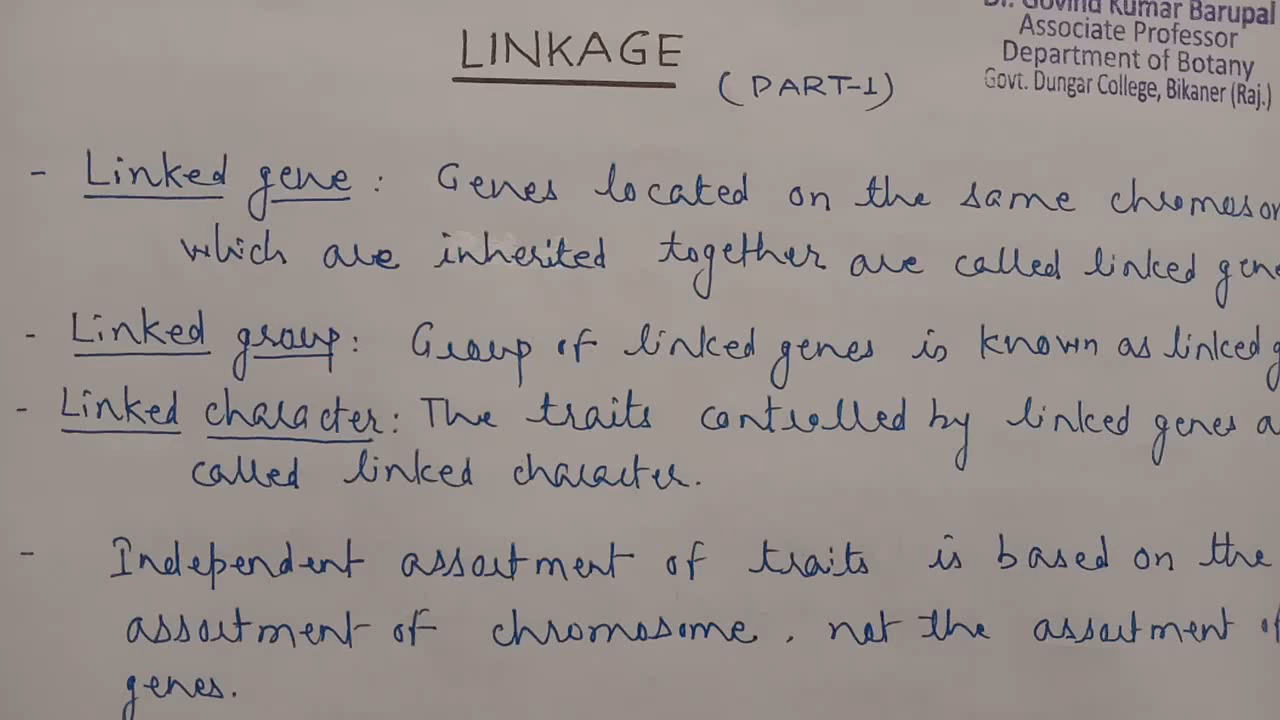 LINKAGE
(PART-1)
Dr. Govind Kumar Barupal
Associate Professor
Department of Botany
Govt. Dungar College, Bikaner (Raj.)
- Linked gene: Genes located on the same
which are inherited together are called linked
- Linked group: Group of linked genes is known as linked
- Linked character: The traits controlled by linked genes
called linked character.
- Independent assortment of traits is based on the
assortment of chromosome, not the assortment of
genes.